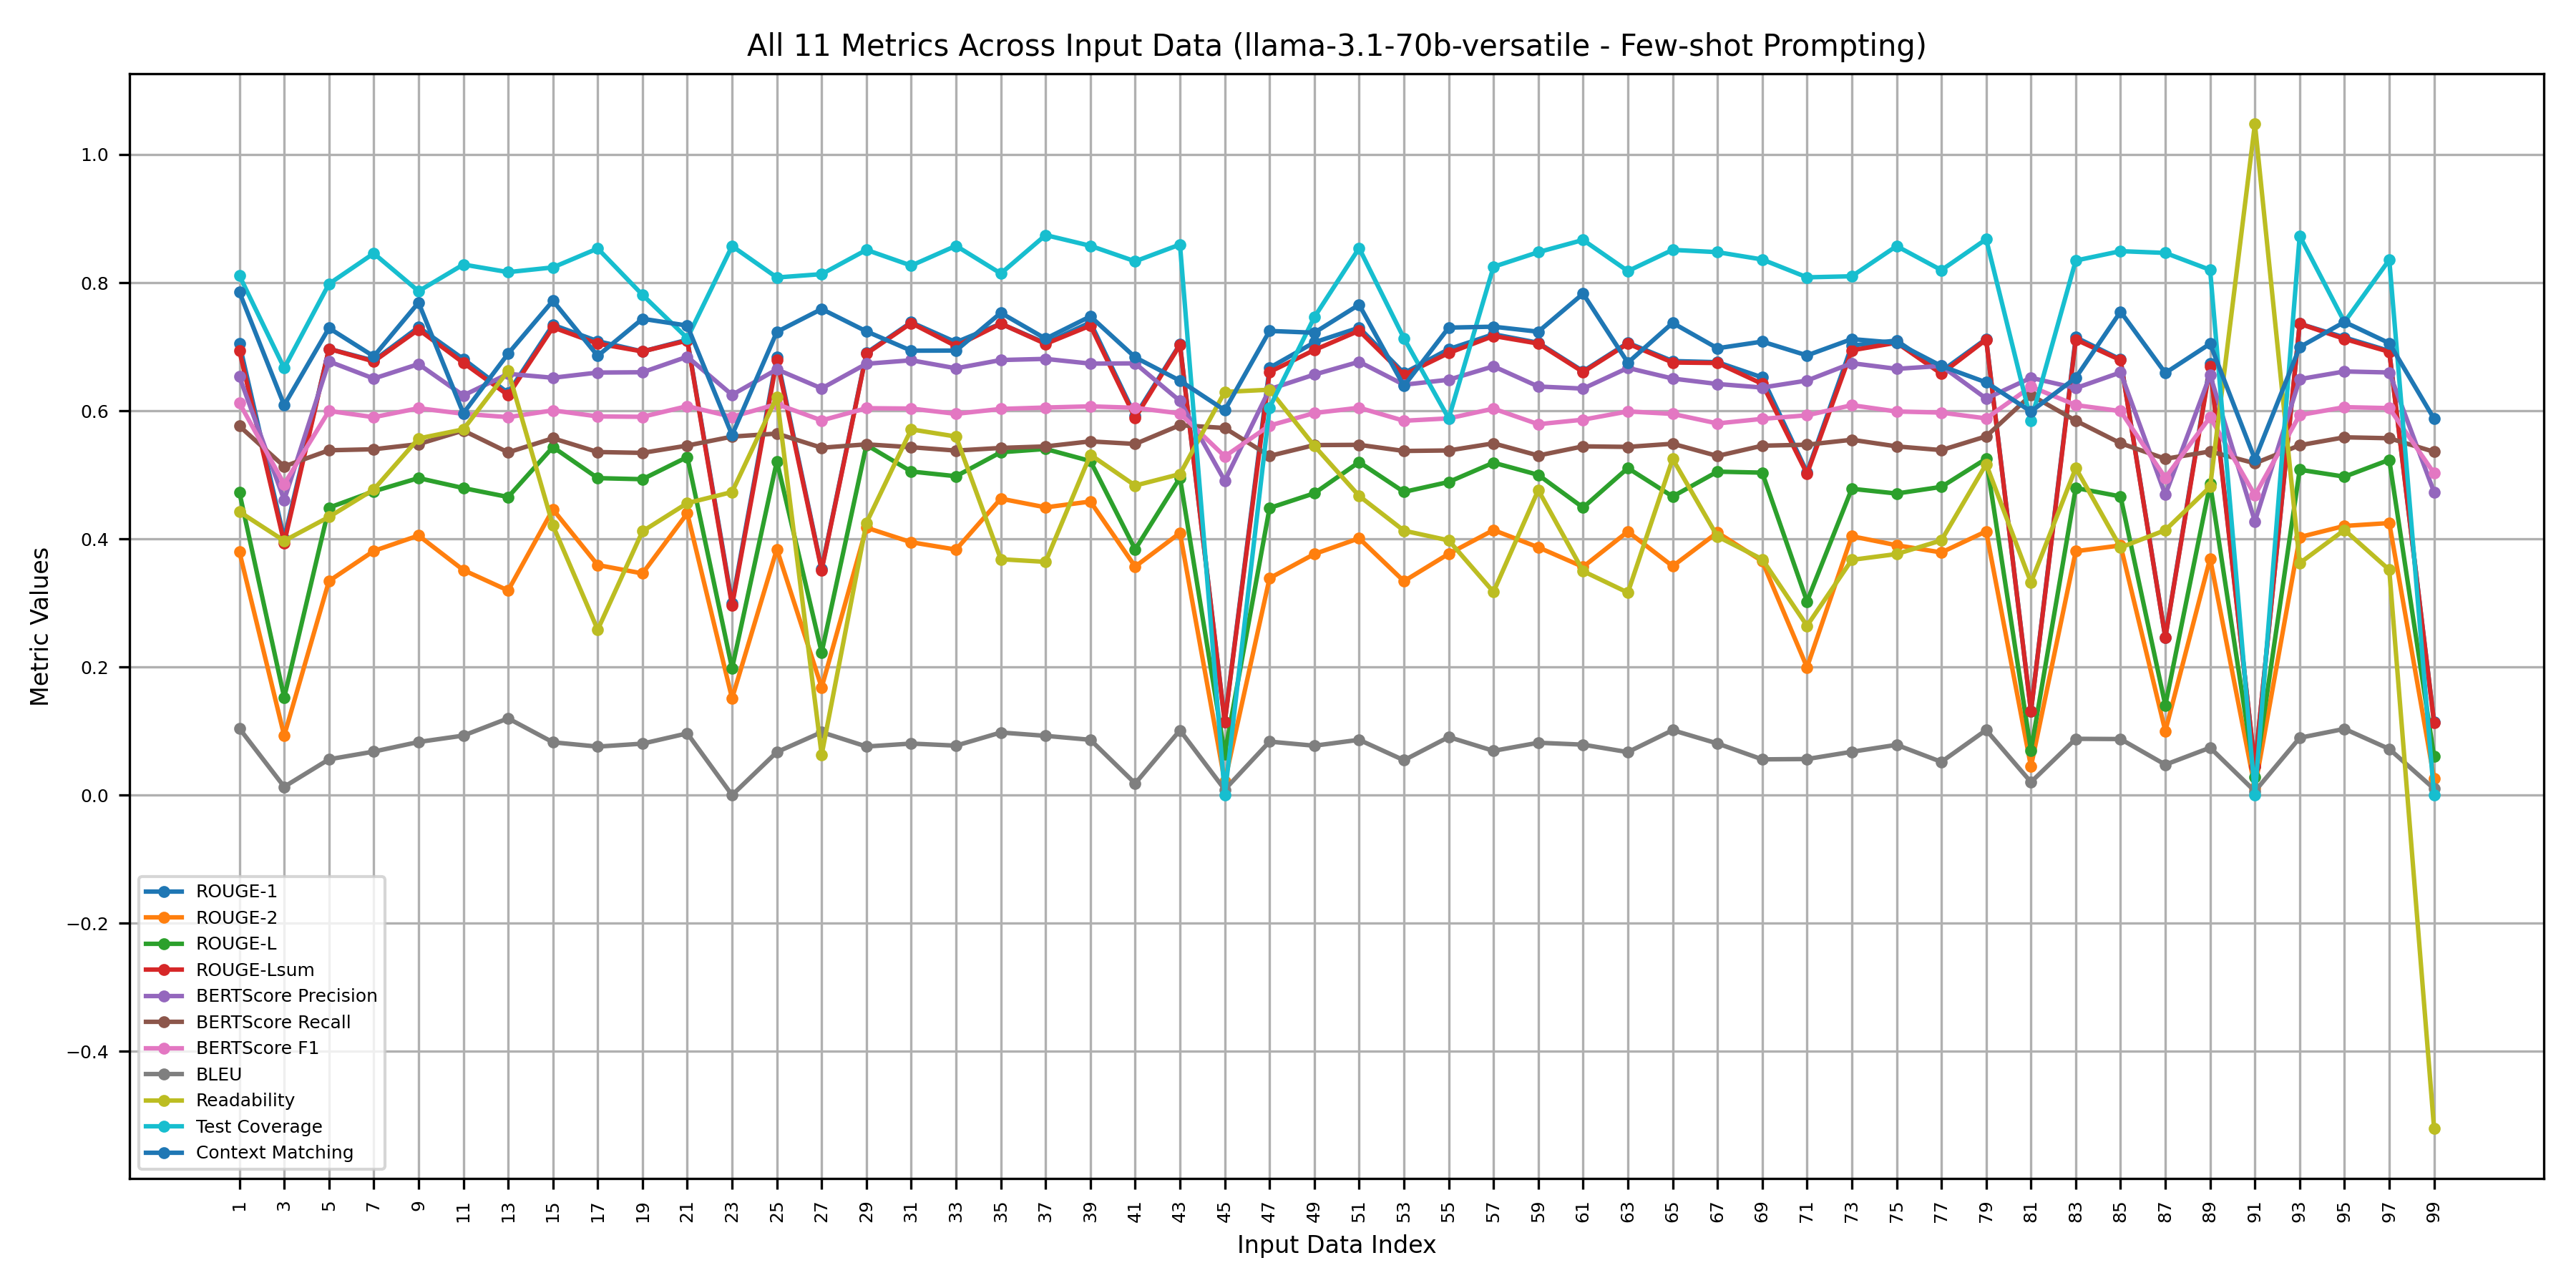 All 11 Metrics Across Input Data (llama-3.1-70b-versatile - Few-shot Prompting)
Metric Values
1.0
0.8
0.6
0.4
0.2
0.0
−0.2
−0.4
ROUGE-1
ROUGE-2
ROUGE-L
ROUGE-Lsum
BERTScore Precision
BERTScore Recall
BERTScore F1
BLEU
Readability
Test Coverage
Context Matching
1 3 5 7 9 11 13 15 17 19 21 23 25 27 29 31 33 35 37 39 41 43 45 47 49 51 53 55 57 59 61 63 65 67 69 71 73 75 77 79 81 83 85 87 89 91 93 95 97 99
Input Data Index